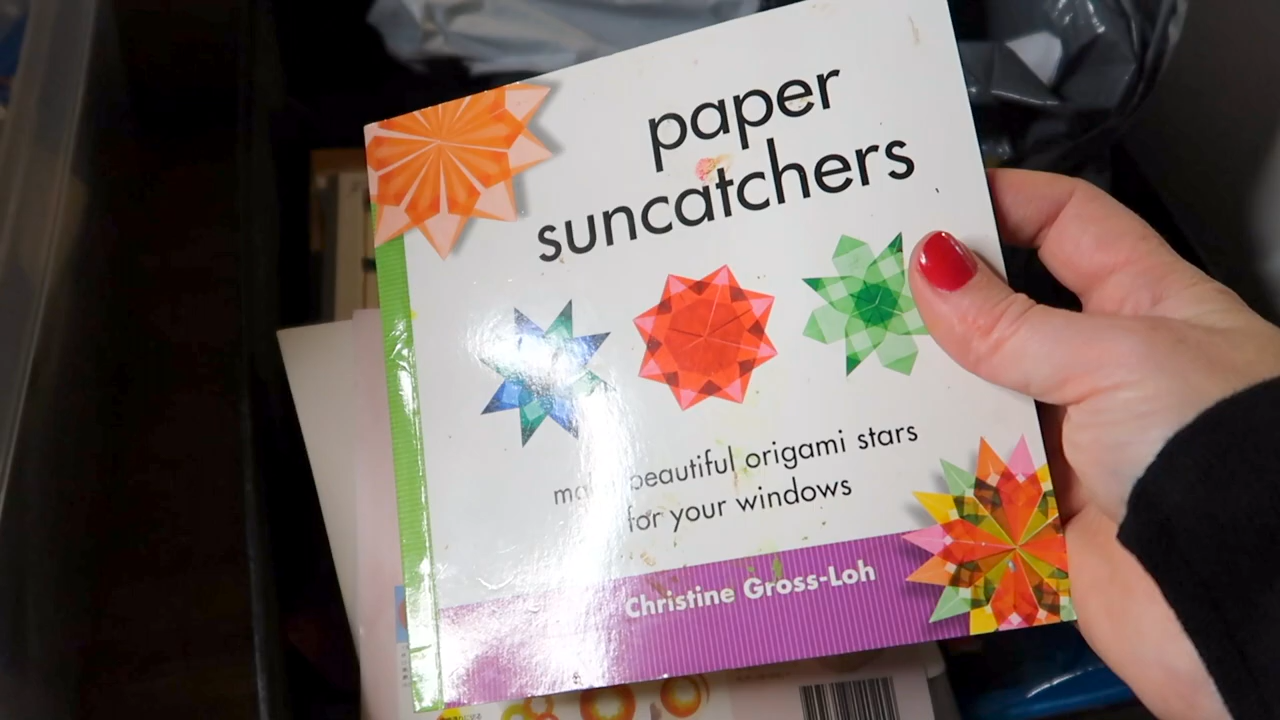 paper
suncatchers
beautiful origami stars
for your windows
Christine Gross-Loh